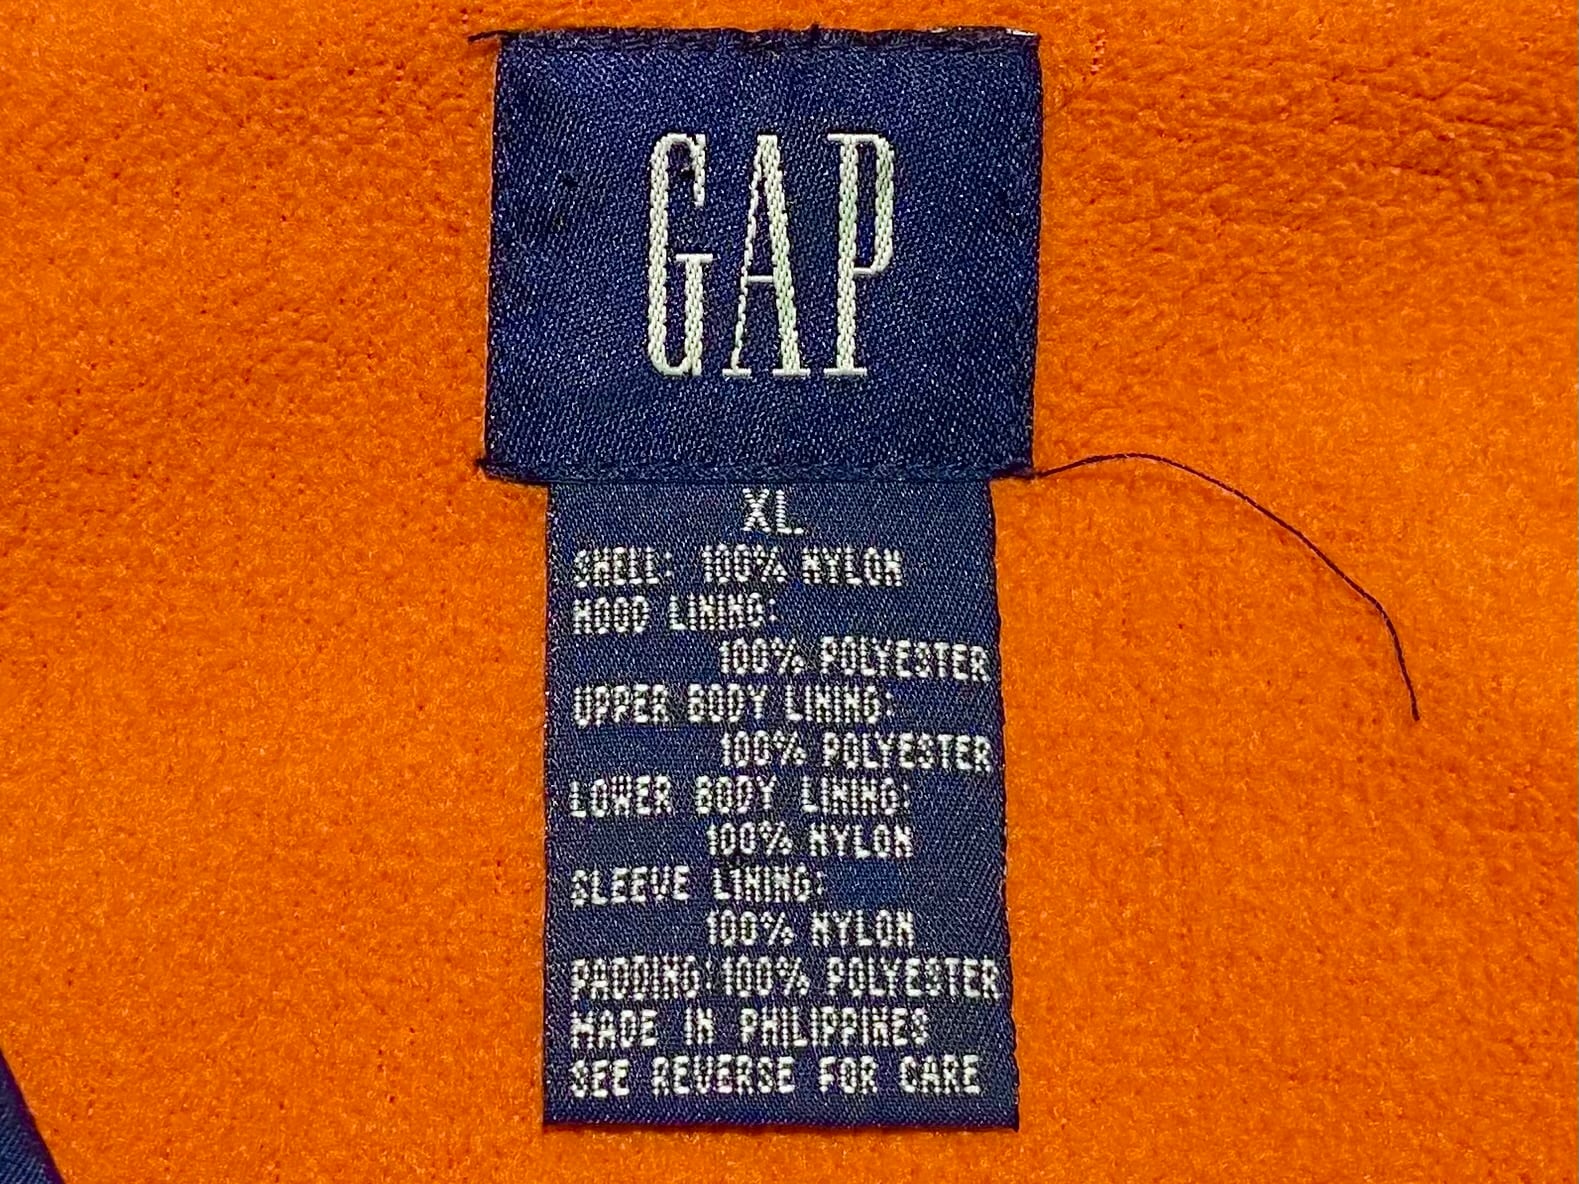 GAP
XL
SHELL: 100% NYLON
HOOD LINING:
100% POLYESTER
UPPER BODY LINING:
100% POLYESTER
LOWER BODY LINING:
100% NYLON
SLEEVE LINING:
100% NYLON
PADDING: 100% POLYESTER
MADE IN PHILIPPINES
SEE REVERSE FOR CARE